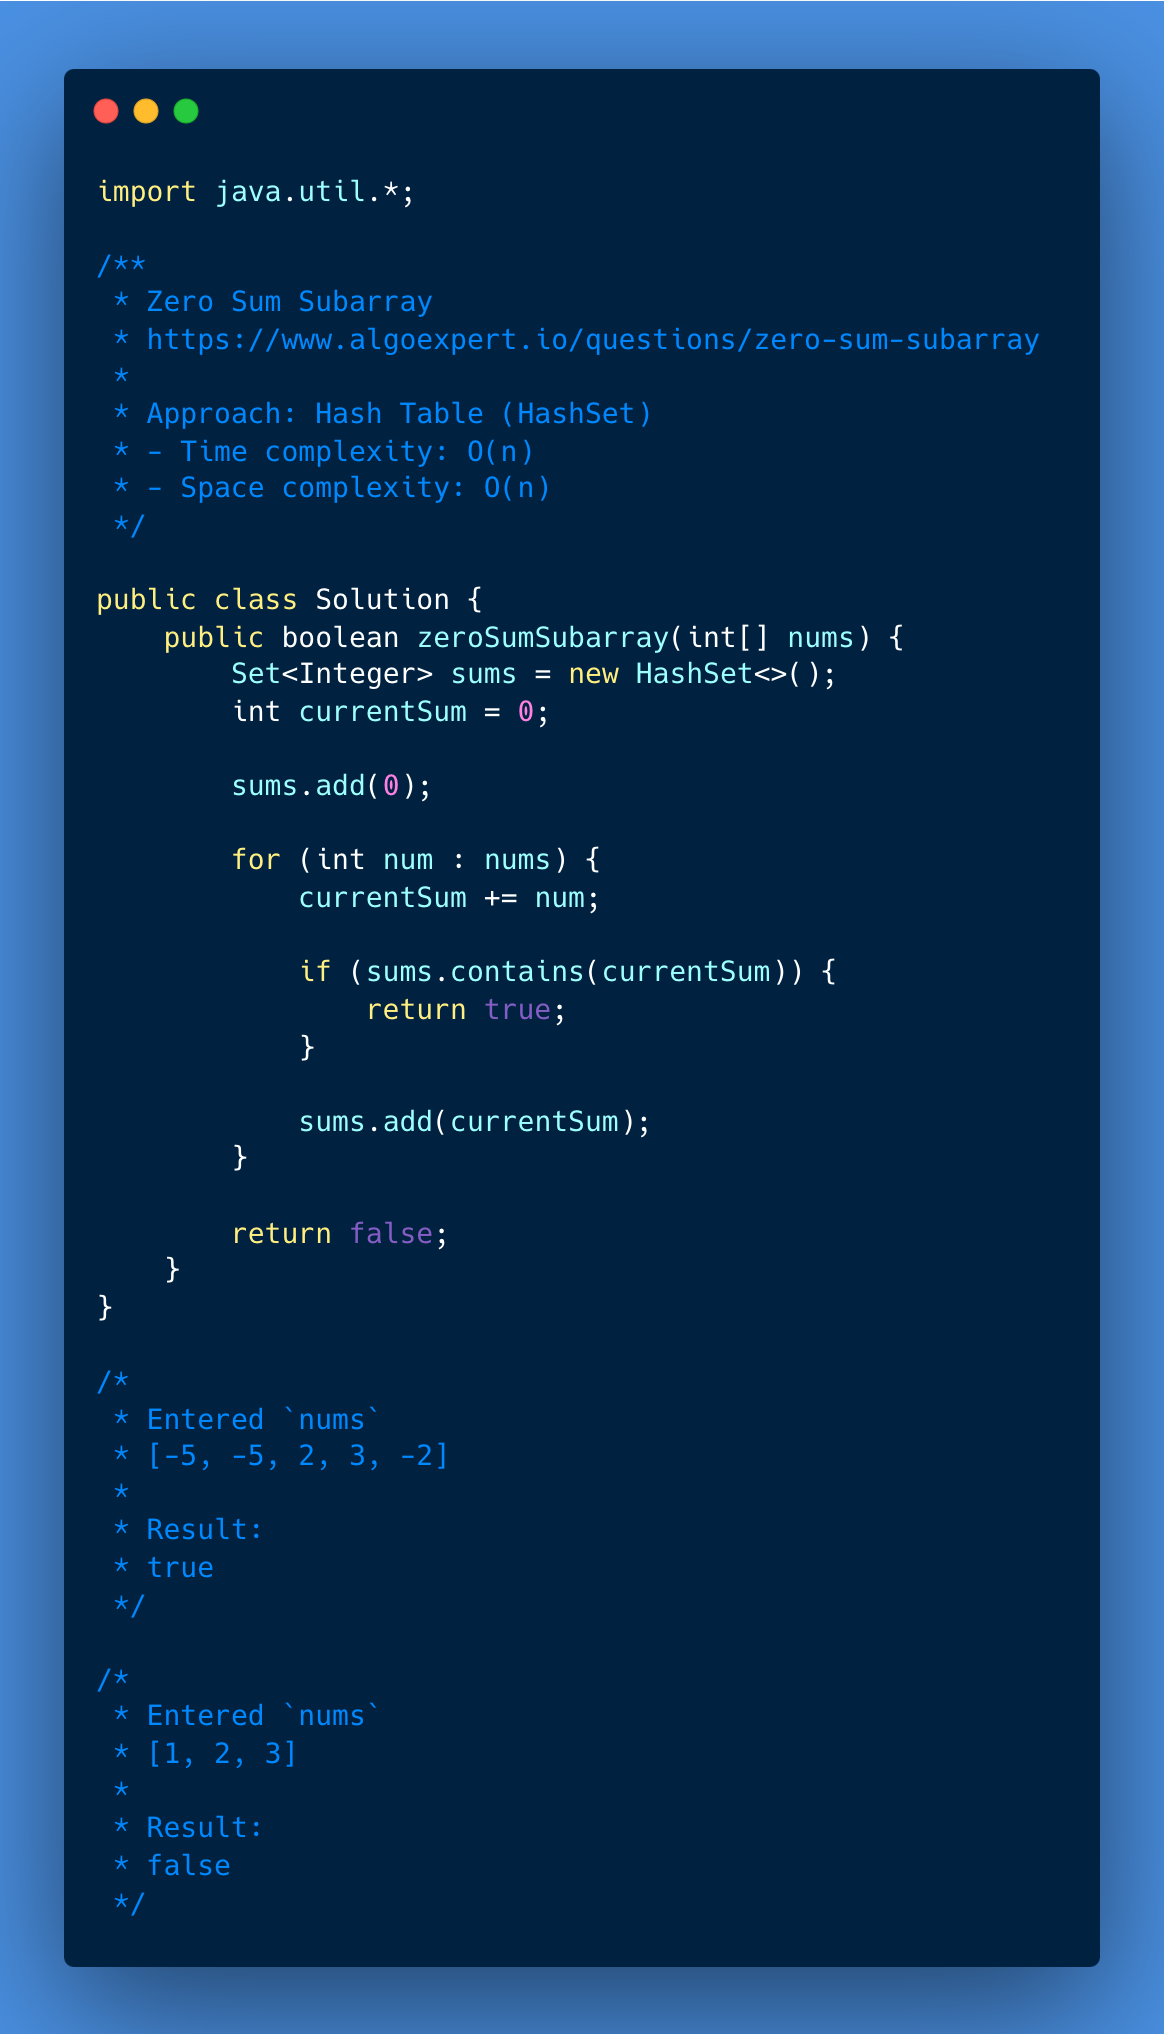 import java.util.*;

/**
 * Zero Sum Subarray
 * https://www.algoexpert.io/questions/zero-sum-subarray
 *
 * Approach: Hash Table (HashSet)
 * - Time complexity: O(n)
 * - Space complexity: O(n)
 */

public class Solution {
    public boolean zeroSumSubarray(int[] nums) {
        Set<Integer> sums = new HashSet<>();
        int currentSum = 0;

        sums.add(0);

        for (int num : nums) {
            currentSum += num;

            if (sums.contains(currentSum)) {
                return true;
            }

            sums.add(currentSum);
        }

        return false;
    }
}

/*
 * Entered `nums`
 * [-5, -5, 2, 3, -2]
 *
 * Result:
 * true
 */

/*
 * Entered `nums`
 * [1, 2, 3]
 *
 * Result:
 * false
 */